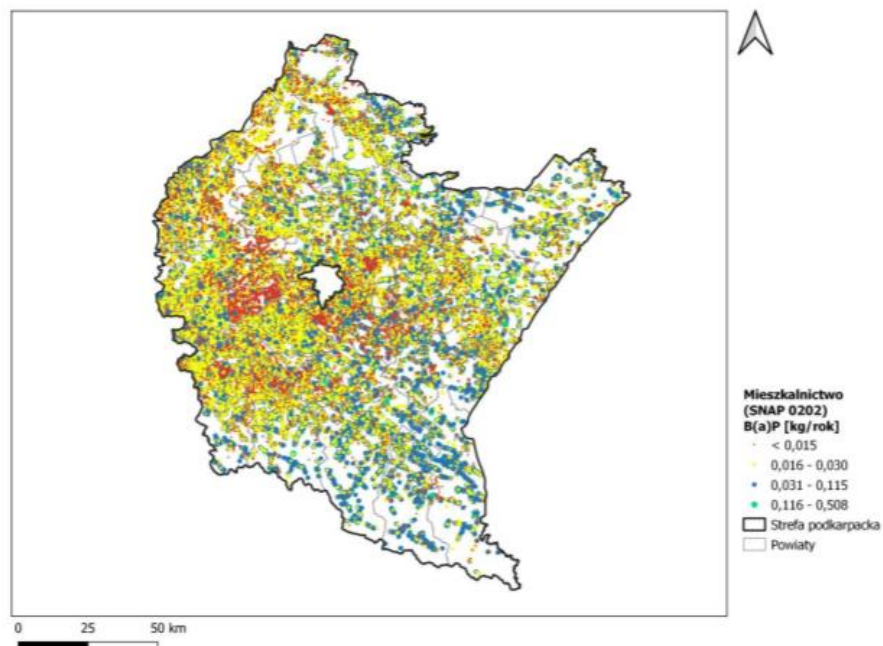 Mieszkalnictwo
(SNAP 0202)
B(a)P [kg/rok]
< 0,015
0,016 - 0,030
0,031 - 0,115
0,116 - 0,508
Strefa podkarpacka
Powiaty
0 25 50 km